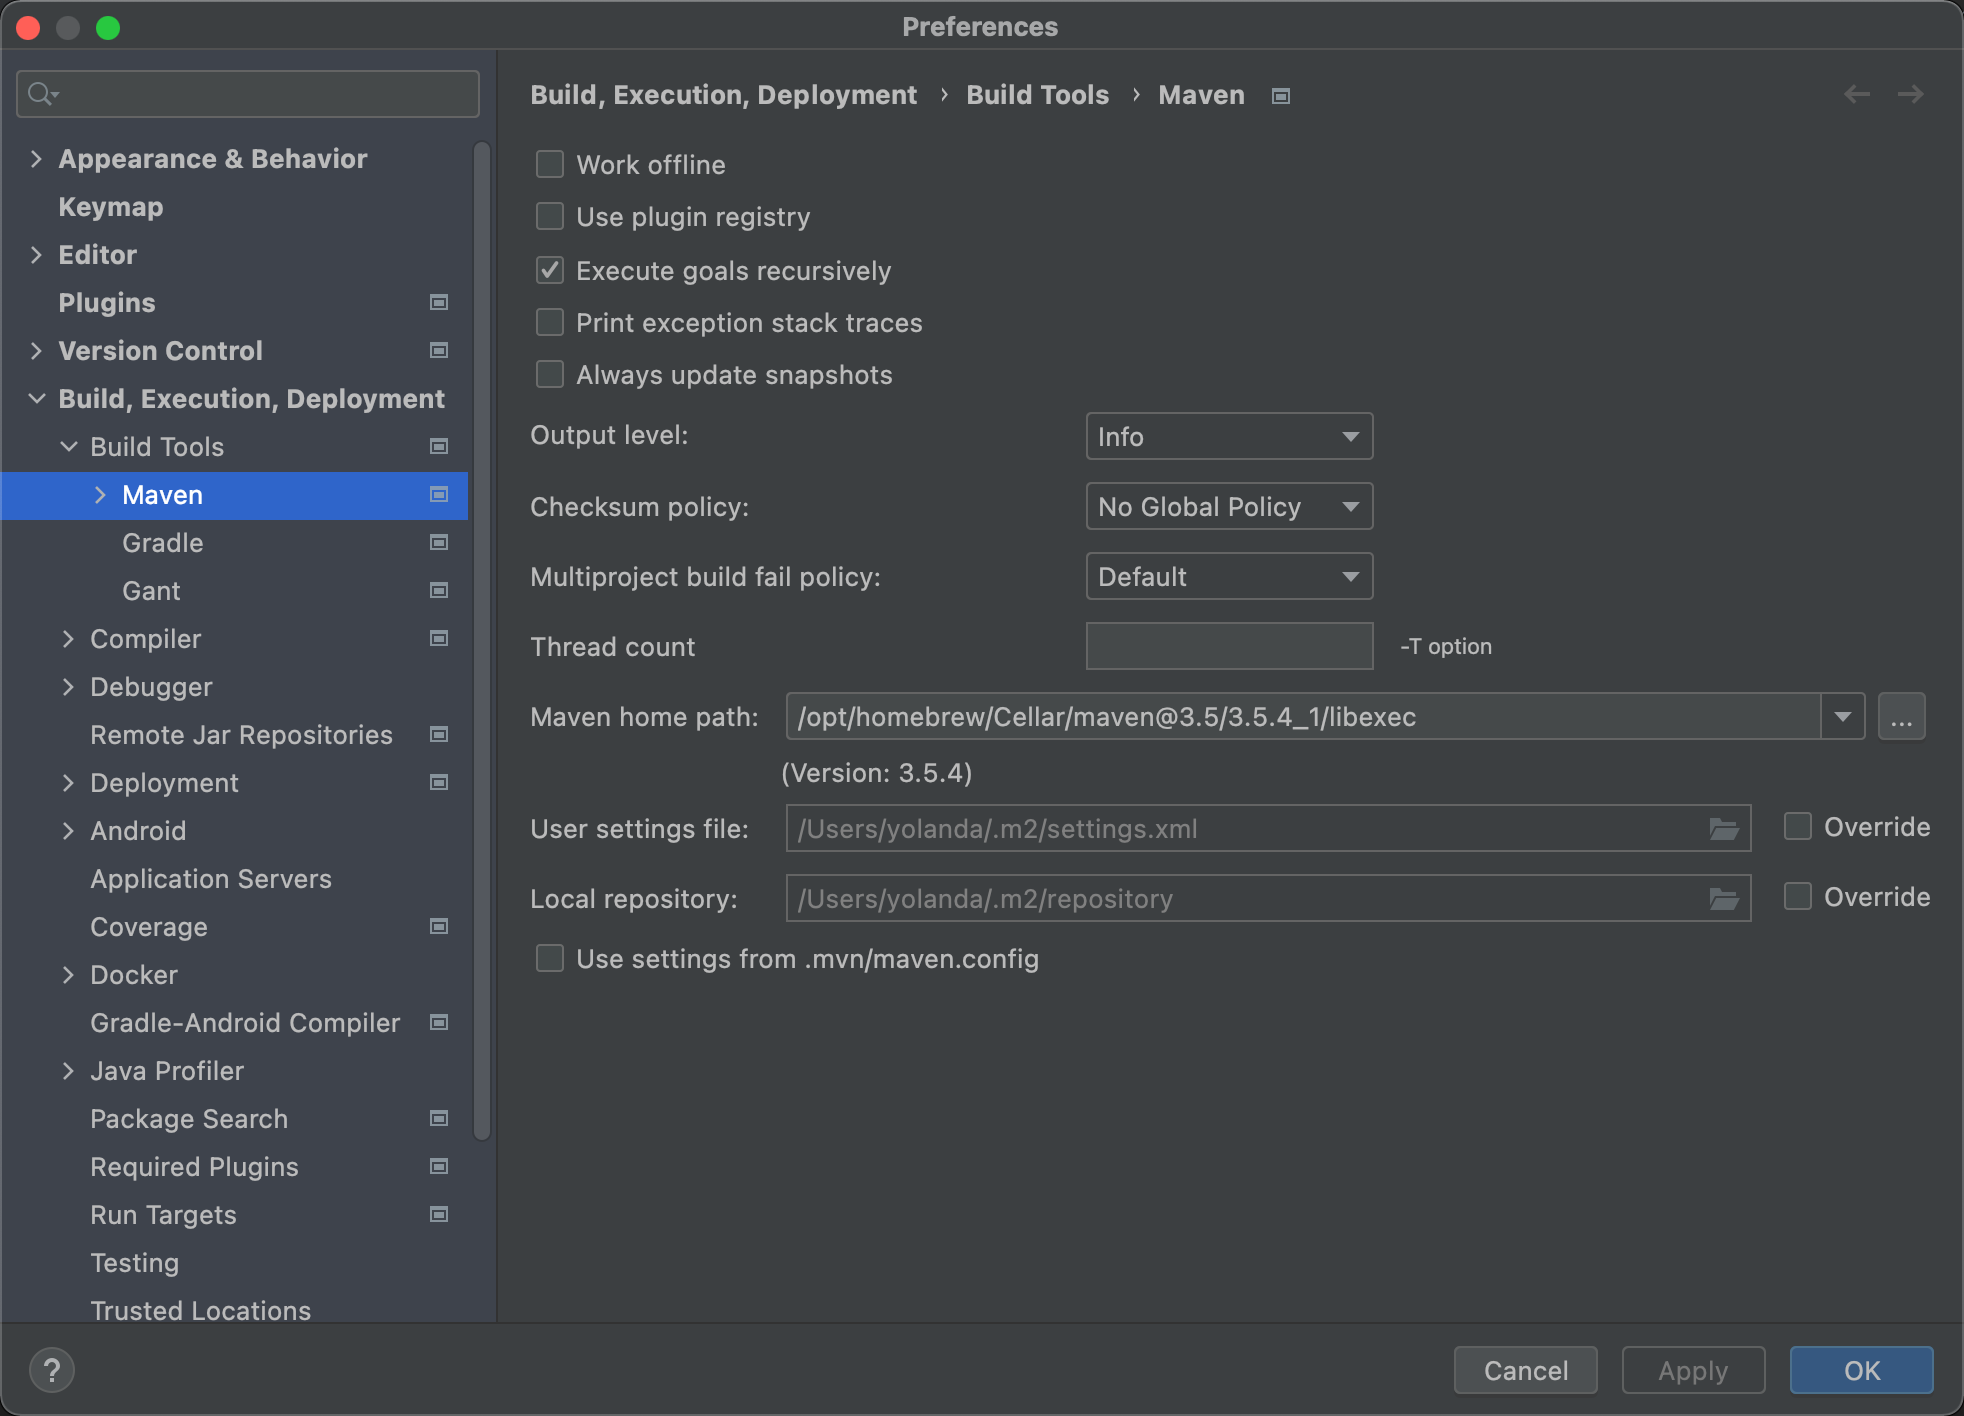 Preferences
Appearance & Behavior
Keymap
Editor
Plugins
Version Control
Build, Execution, Deployment
Build Tools
Maven
Gradle
Gant
Compiler
Debugger
Remote Jar Repositories
Deployment
Android
Application Servers
Coverage
Docker
Gradle-Android Compiler
Java Profiler
Package Search
Required Plugins
Run Targets
Testing
Trusted Locations
Build, Execution, Deployment › Build Tools › Maven
Work offline
Use plugin registry
Execute goals recursively
Print exception stack traces
Always update snapshots
Output level: Info
Checksum policy: No Global Policy
Multiproject build fail policy: Default
Thread count -T option
Maven home path: /opt/homebrew/Cellar/maven@3.5/3.5.4_1/libexec ...
(Version: 3.5.4)
User settings file: /Users/yolanda/.m2/settings.xml Override
Local repository: /Users/yolanda/.m2/repository Override
Use settings from .mvn/maven.config
? Cancel Apply OK